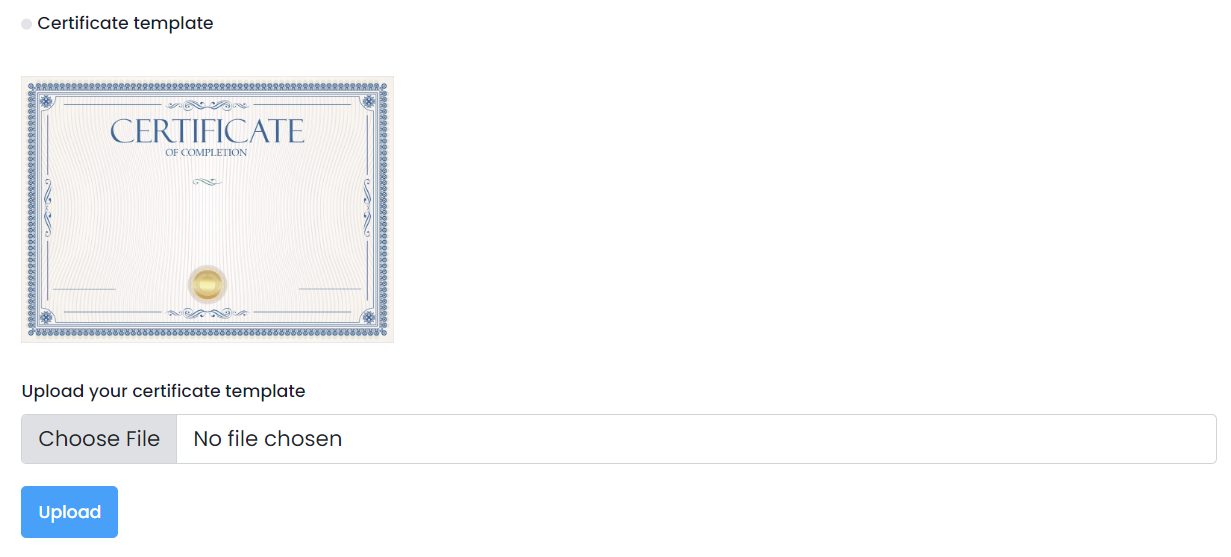 Certificate template
CERTIFICATE
OF COMPLETION
Upload your certificate template
Choose File No file chosen
Upload